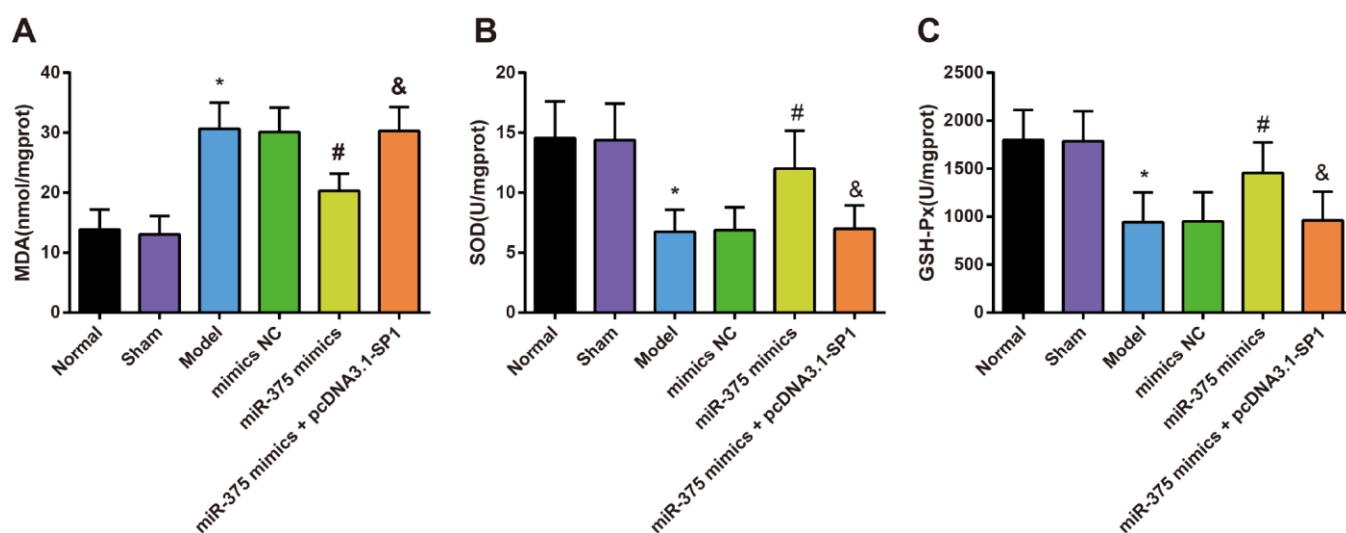 A
MDA(nmol/mgprot)
40
30
20
10
0
*
#
&
Normal
Sham
Model
mimics NC
miR-375 mimics
miR-375 mimics + pcDNA3.1-SP1
B
SOD(U/mgprot)
20
15
10
5
0
*
#
&
Normal
Sham
Model
mimics NC
miR-375 mimics
miR-375 mimics + pcDNA3.1-SP1
C
GSH-Px(U/mgprot)
2500
2000
1500
1000
500
0
*
#
&
Normal
Sham
Model
mimics NC
miR-375 mimics
miR-375 mimics + pcDNA3.1-SP1